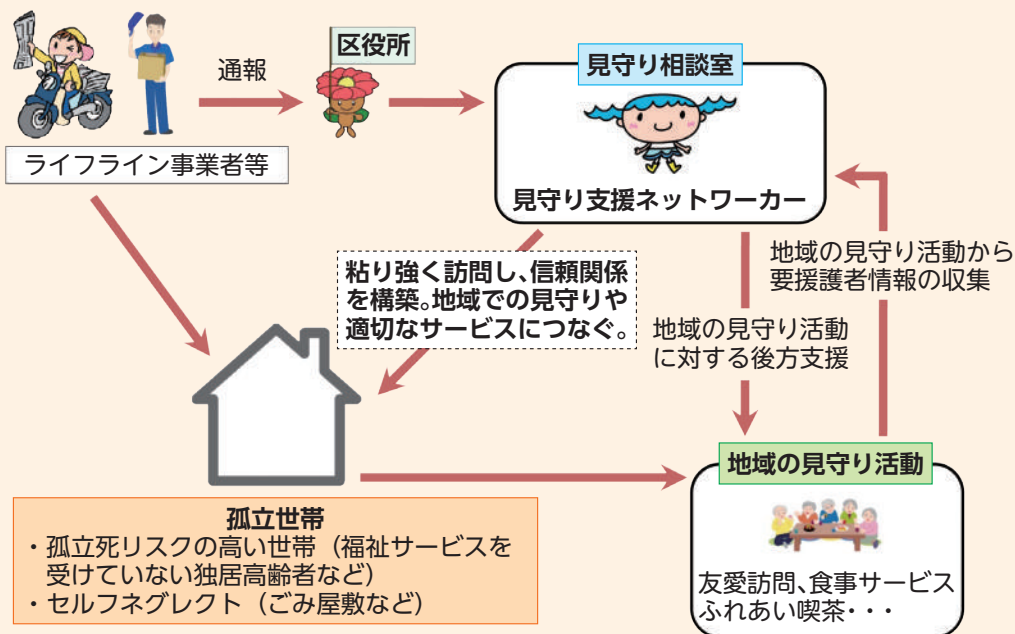 通報
区役所
ライフライン事業者等
見守り相談室
見守り支援ネットワーカー
粘り強く訪問し、信頼関係
を構築。地域での見守りや
適切なサービスにつなぐ。
地域の見守り活動
に対する後方支援
地域の見守り活動から
要援護者情報の収集
孤立世帯
・孤立死リスクの高い世帯（福祉サービスを
受けていない独居高齢者など）
・セルフネグレクト（ごみ屋敷など）
地域の見守り活動
友愛訪問、食事サービス
ふれあい喫茶・・・